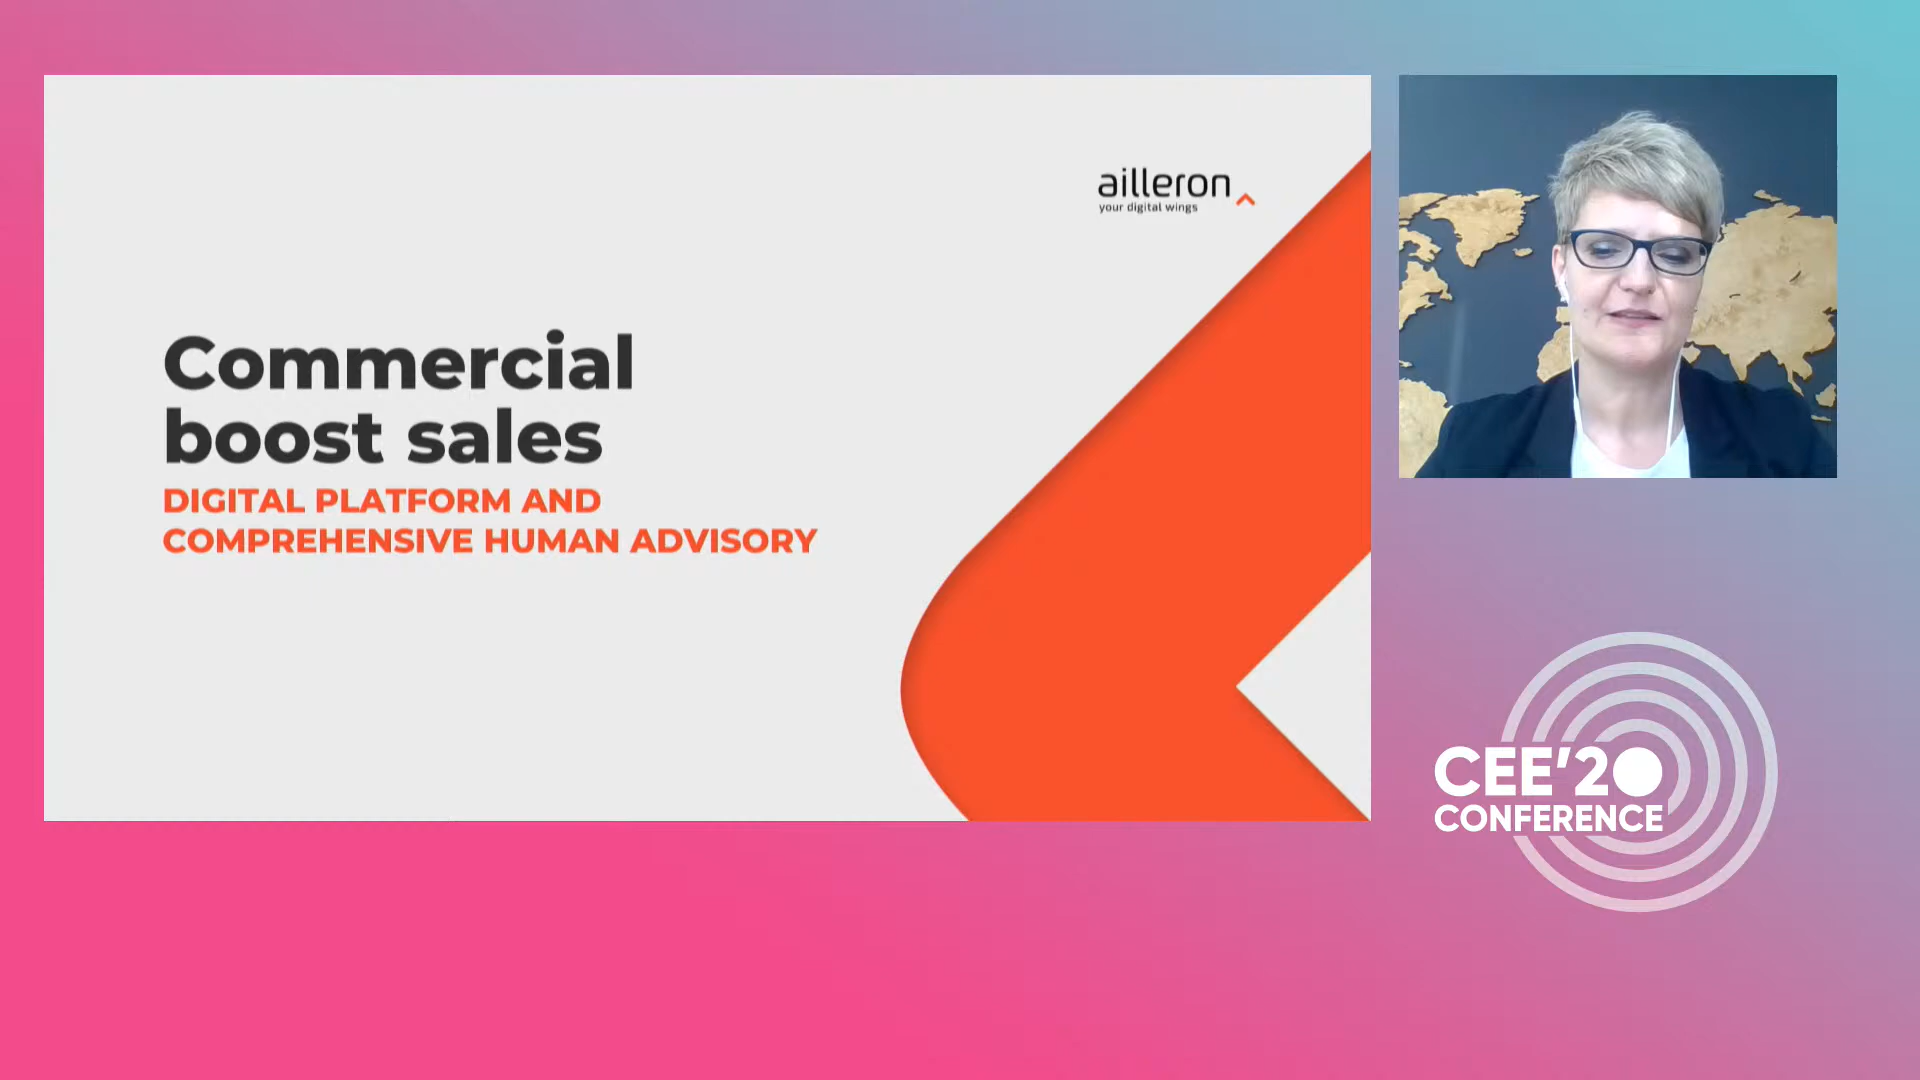 ailleron
your digital wings
Commercial
boost sales
DIGITAL PLATFORM AND
COMPREHENSIVE HUMAN ADVISORY
CEE'20
CONFERENCE